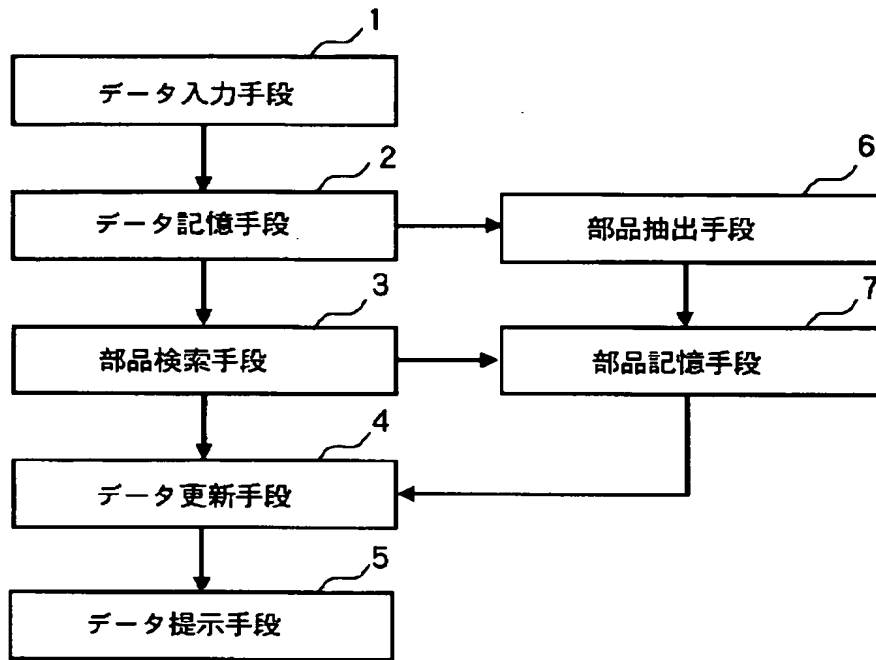 1
データ入力手段
2
データ記憶手段
6
部品抽出手段
3
部品検索手段
7
部品記憶手段
4
データ更新手段
5
データ提示手段